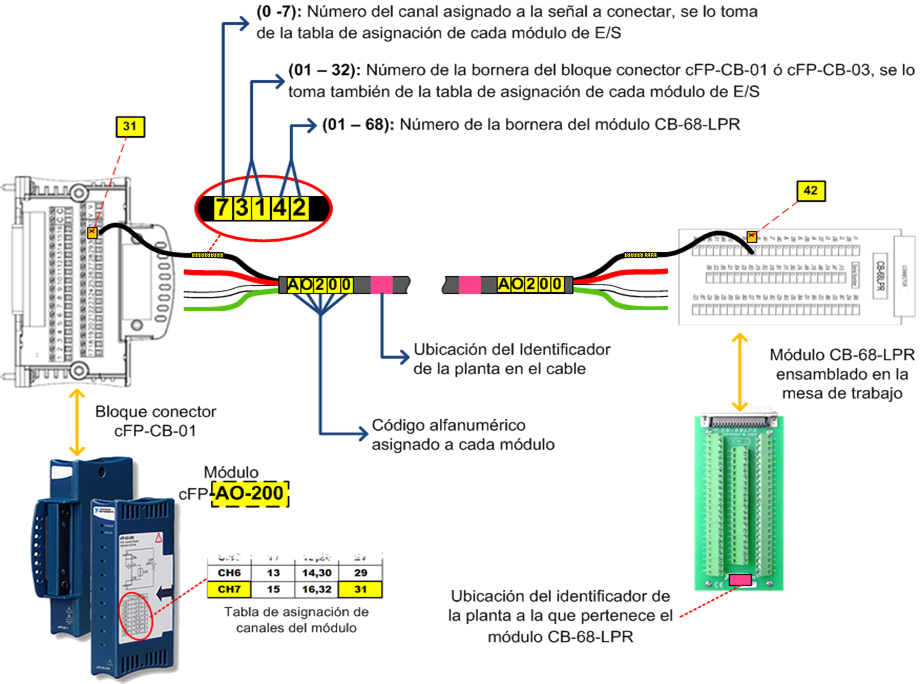 (0 -7): Número del canal asignado a la señal a conectar, se lo toma
de la tabla de asignación de cada módulo de E/S
(01 – 32): Número de la bornera del bloque conector cFP-CB-01 ó cFP-CB-03, se lo
toma también de la tabla de asignación de cada módulo de E/S
(01 – 68): Número de la bornera del módulo CB-68-LPR
31
42
73142
AO200
AO200
CB-68LPR
Ubicación del Identificador
de la planta en el cable
Código alfanumérico
asignado a cada módulo
Módulo CB-68-LPR
ensamblado en la
mesa de trabajo
Bloque conector
cFP-CB-01
Módulo
cFP-AO-200
CH6 13 14,30 29
CH7 15 16,32 31
Tabla de asignación de
canales del módulo
Ubicación del identificador de
la planta a la que pertenece el
módulo CB-68-LPR